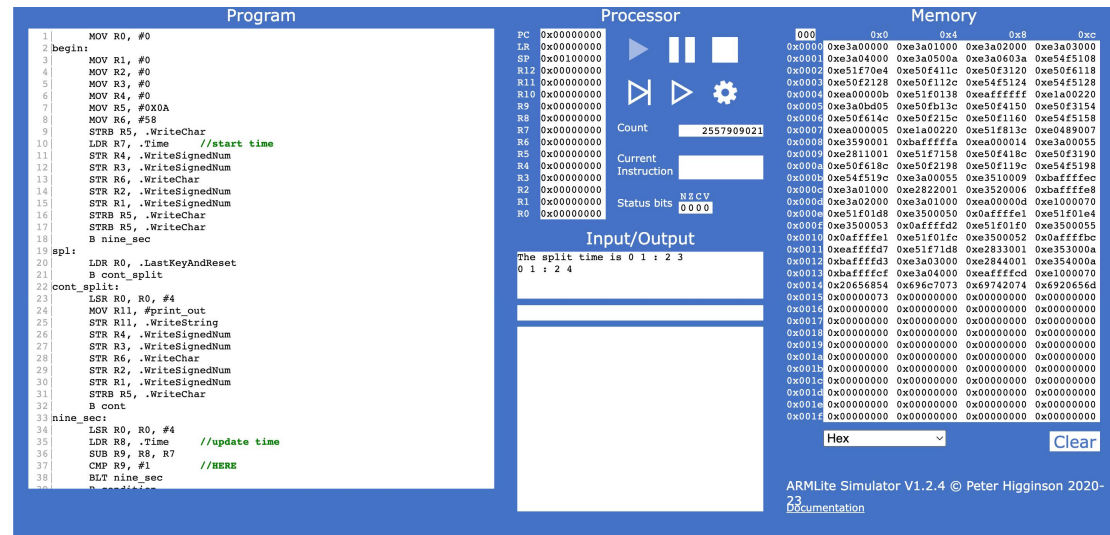 Program
1 MOV R0, #0
2 begin:
3 MOV R1, #0
4 MOV R2, #0
5 MOV R3, #0
6 MOV R4, #0
7 MOV R5, #0X0A
8 MOV R6, #58
9 STRB R5, .WriteChar
10 LDR R7, .Time //start time
11 STR R4, .WriteSignedNum
12 STR R3, .WriteSignedNum
13 STR R6, .WriteChar
14 STR R2, .WriteSignedNum
15 STR R1, .WriteSignedNum
16 STRB R5, .WriteChar
17 STRB R5, .WriteChar
18 B nine_sec
19 spl:
20 LDR R0, .LastKeyAndReset
21 B cont_split
22 cont_split:
23 LSR R0, R0, #4
24 MOV R11, #print_out
25 STR R11, .WriteString
26 STR R4, .WriteSignedNum
27 STR R3, .WriteSignedNum
28 STR R6, .WriteChar
29 STR R2, .WriteSignedNum
30 STR R1, .WriteSignedNum
31 STRB R5, .WriteChar
32 B cont
33 nine_sec:
34 LSR R0, R0, #4
35 LDR R8, .Time //update time
36 SUB R9, R8, R7
37 CMP R9, #1 //HERE
38 BLT nine_sec
Processor
PC 0x00000000
LR 0x00000000
SP 0x00100000
R12 0x00000000
R11 0x00000000
R10 0x00000000
R9 0x00000000
R8 0x00000000
R7 0x00000000
R6 0x00000000
R5 0x00000000
R4 0x00000000
R3 0x00000000
R2 0x00000000
R1 0x00000000
R0 0x00000000
Count 2557909021
Current
Instruction
N Z C V
Status bits 0 0 0 0
Input/Output
The split time is 0 1 : 2 3
0 1 : 2 4
Memory
000 0x0 0x4 0x8 0xc
0x0000 0xe3a00000 0xe3a01000 0xe3a02000 0xe3a03000
0x0001 0xe3a04000 0xe3a0500a 0xe3a0603a 0xe54f5108
0x0002 0xe51f70e4 0xe50f411c 0xe50f3120 0xe50f6118
0x0003 0xe50f2128 0xe50f112c 0xe54f5124 0xe54f5128
0x0004 0xea00000b 0xe51f0138 0xeaffffff 0xe1a00220
0x0005 0xe3a0bd05 0xe50fb13c 0xe50f4150 0xe50f3154
0x0006 0xe50f614c 0xe50f215c 0xe50f1160 0xe54f5158
0x0007 0xea000005 0xe1a00220 0xe51f813c 0xe0489007
0x0008 0xe3590001 0xbafffffa 0xea000014 0xe3a00055
0x0009 0xe2811001 0xe51f7158 0xe50f418c 0xe50f3190
0x000a 0xe50f618c 0xe50f2198 0xe50f119c 0xe54f5198
0x000b 0xe54f519c 0xe3a00055 0xe3510009 0xbaffffec
0x000c 0xe3a01000 0xe2822001 0xe3520006 0xbaffffe8
0x000d 0xe3a02000 0xe3a01000 0xea00000d 0xe1000070
0x000e 0xe51f01d8 0xe3500050 0x0affffe1 0xe51f01e4
0x000f 0xe3500053 0x0affffd2 0xe51f01f0 0xe3500055
0x0010 0x0affffe1 0xe51f01fc 0xe3500052 0x0affffbc
0x0011 0xeaffffd7 0xe51f71d8 0xe2833001 0xe353000a
0x0012 0xbaffffd3 0xe3a03000 0xe2844001 0xe354000a
0x0013 0xbaffffcf 0xe3a04000 0xeaffffcd 0xe1000070
0x0014 0x20656854 0x696c7073 0x69742074 0x6920656d
0x0015 0x00000073 0x00000000 0x00000000 0x00000000
0x0016 0x00000000 0x00000000 0x00000000 0x00000000
0x0017 0x00000000 0x00000000 0x00000000 0x00000000
0x0018 0x00000000 0x00000000 0x00000000 0x00000000
0x0019 0x00000000 0x00000000 0x00000000 0x00000000
0x001a 0x00000000 0x00000000 0x00000000 0x00000000
0x001b 0x00000000 0x00000000 0x00000000 0x00000000
0x001c 0x00000000 0x00000000 0x00000000 0x00000000
0x001d 0x00000000 0x00000000 0x00000000 0x00000000
0x001e 0x00000000 0x00000000 0x00000000 0x00000000
0x001f 0x00000000 0x00000000 0x00000000 0x00000000
Hex
Clear
ARMLite Simulator V1.2.4 © Peter Higginson 2020-
23
Documentation